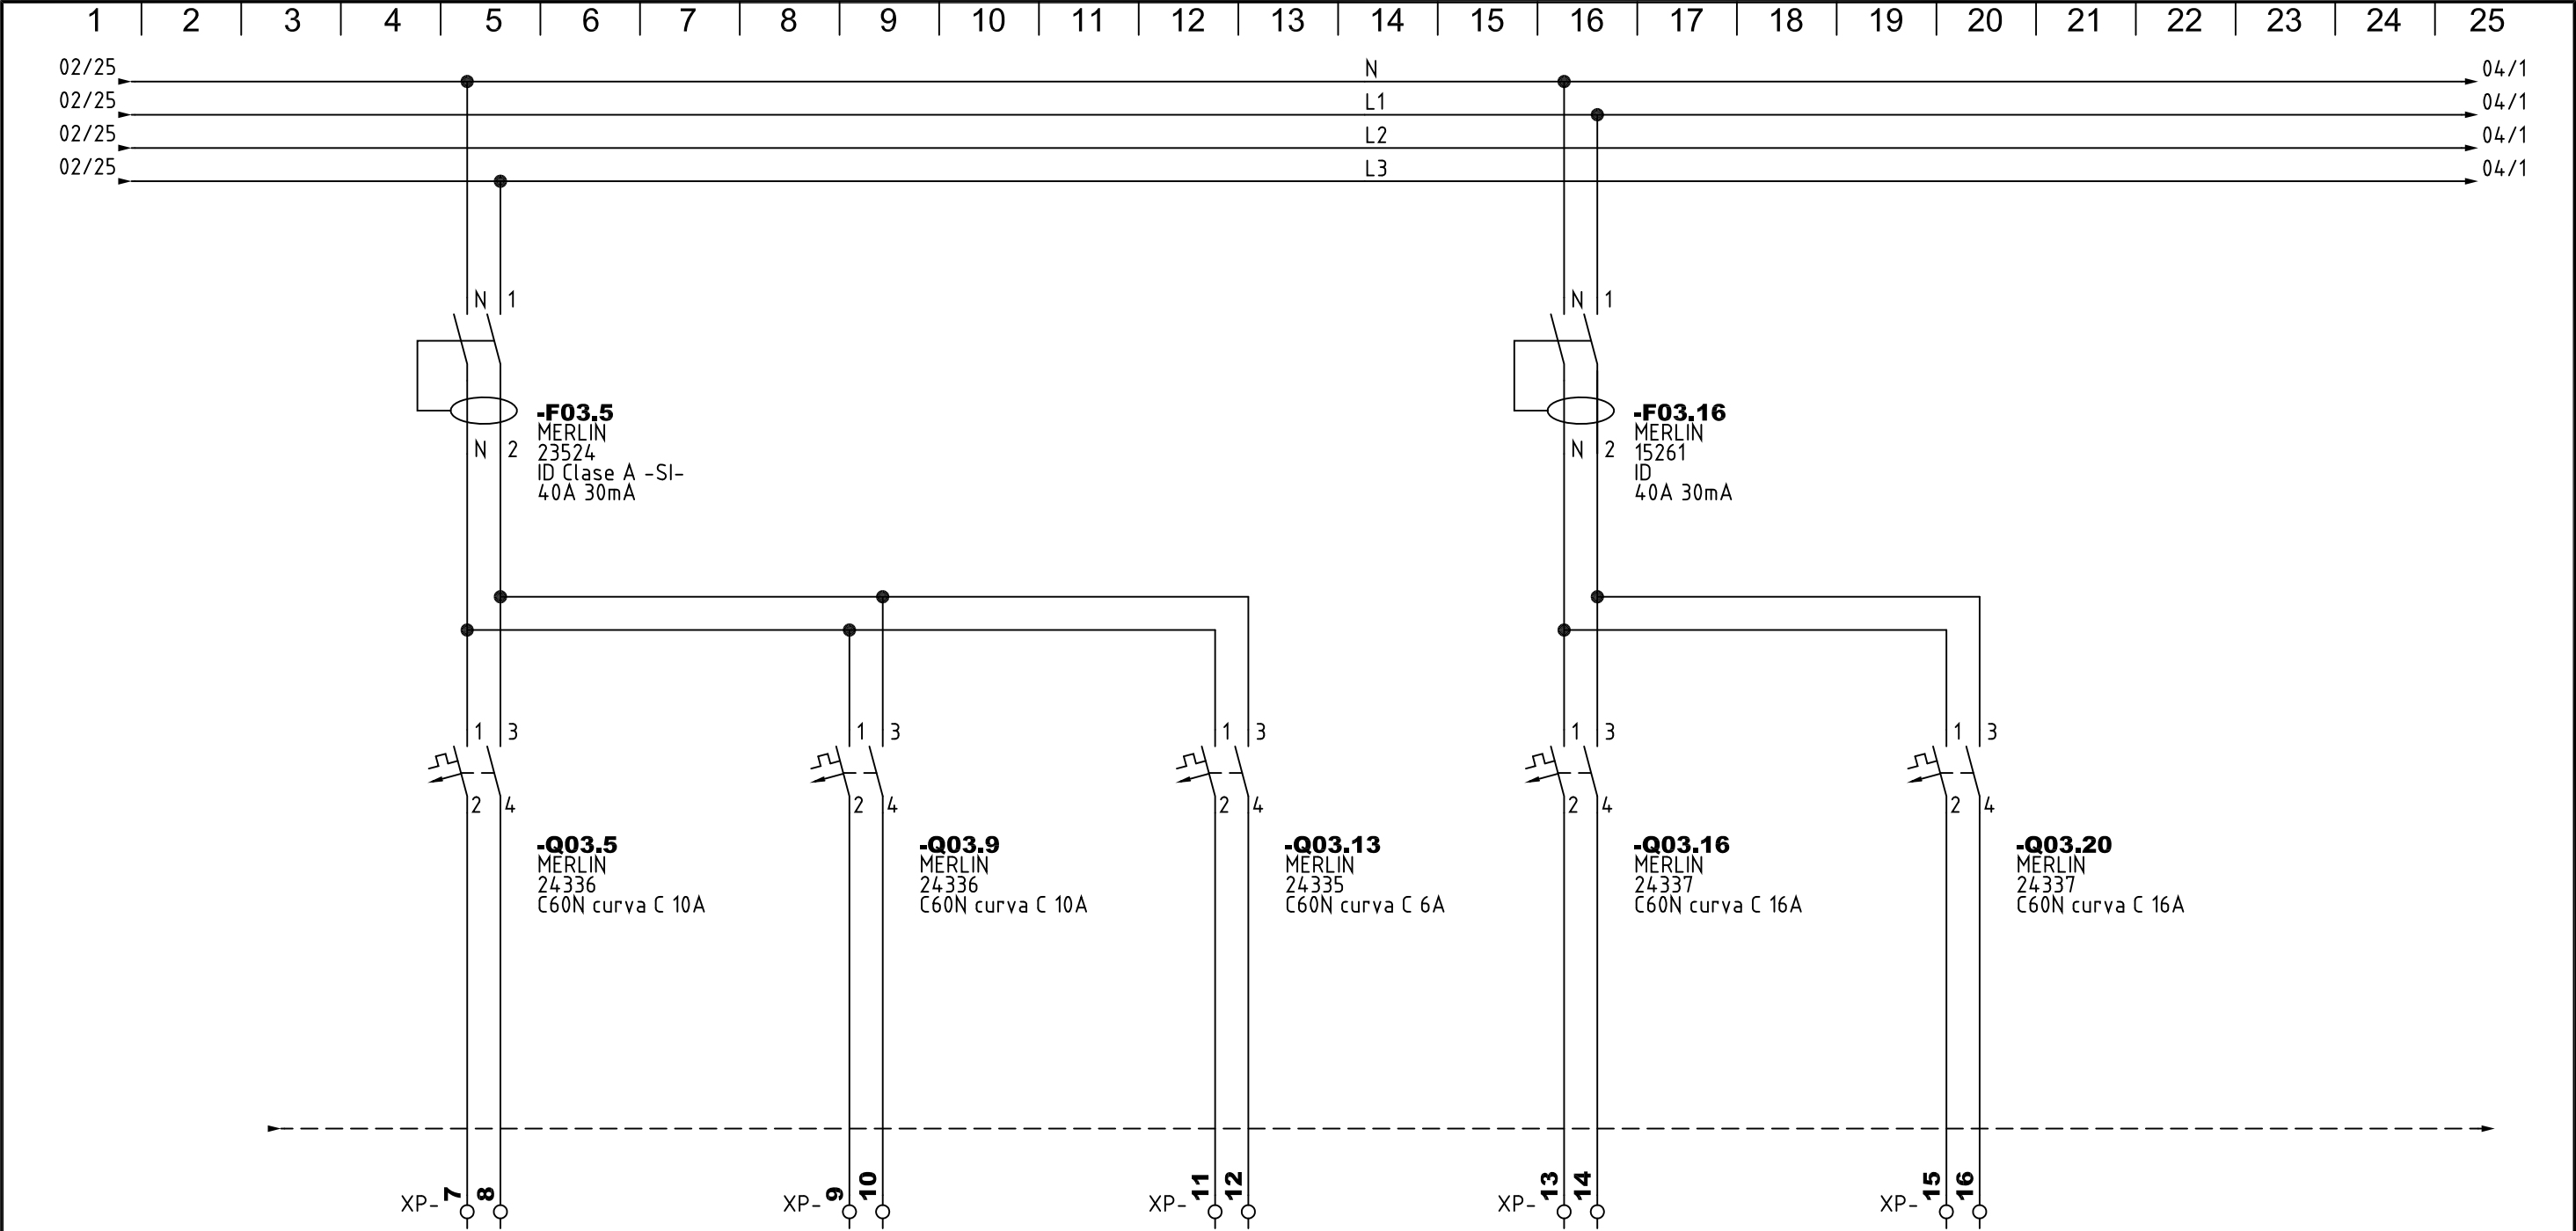 1 2 3 4 5 6 7 8 9 10 11 12 13 14 15 16 17 18 19 20 21 22 23 24 25
02/25 N 04/1
02/25 L1 04/1
02/25 L2 04/1
02/25 L3 04/1
N 1
N 1
-F03.5
MERLIN
23524
ID Clase A -SI-
40A 30mA
N 2
-F03.16
MERLIN
15261
ID
40A 30mA
N 2
1 3
2 4
1 3
2 4
1 3
2 4
1 3
2 4
1 3
2 4
-Q03.5
MERLIN
24336
C60N curva C 10A
-Q03.9
MERLIN
24336
C60N curva C 10A
-Q03.13
MERLIN
24335
C60N curva C 6A
-Q03.16
MERLIN
24337
C60N curva C 16A
-Q03.20
MERLIN
24337
C60N curva C 16A
XP- 7 8
XP- 9 10
XP- 11 12
XP- 13 14
XP- 15 16